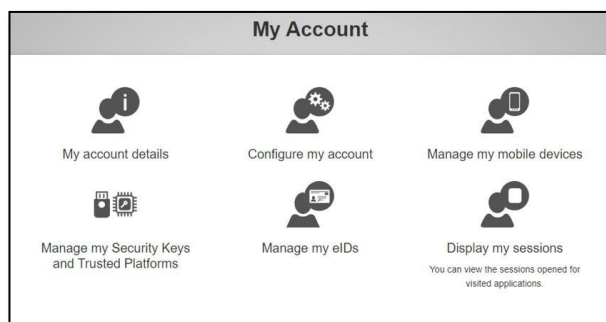 My Account
My account details
Configure my account
Manage my mobile devices
Manage my Security Keys
and Trusted Platforms
Manage my eIDs
Display my sessions
You can view the sessions opened for
visited applications.